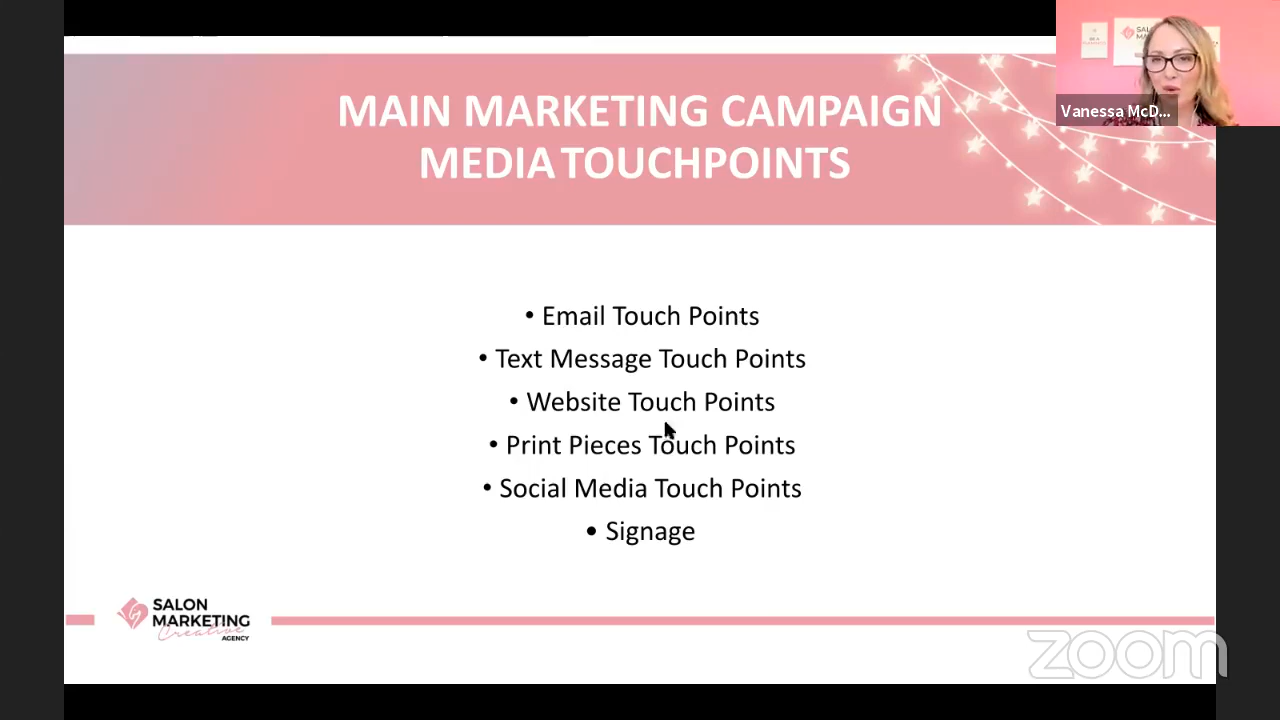 MAIN MARKETING CAMPAIGN
MEDIA TOUCHPOINTS
Vanessa McD...
• Email Touch Points
• Text Message Touch Points
• Website Touch Points
• Print Pieces Touch Points
• Social Media Touch Points
• Signage
SALON
MARKETING
Creative
AGENCY
zoom